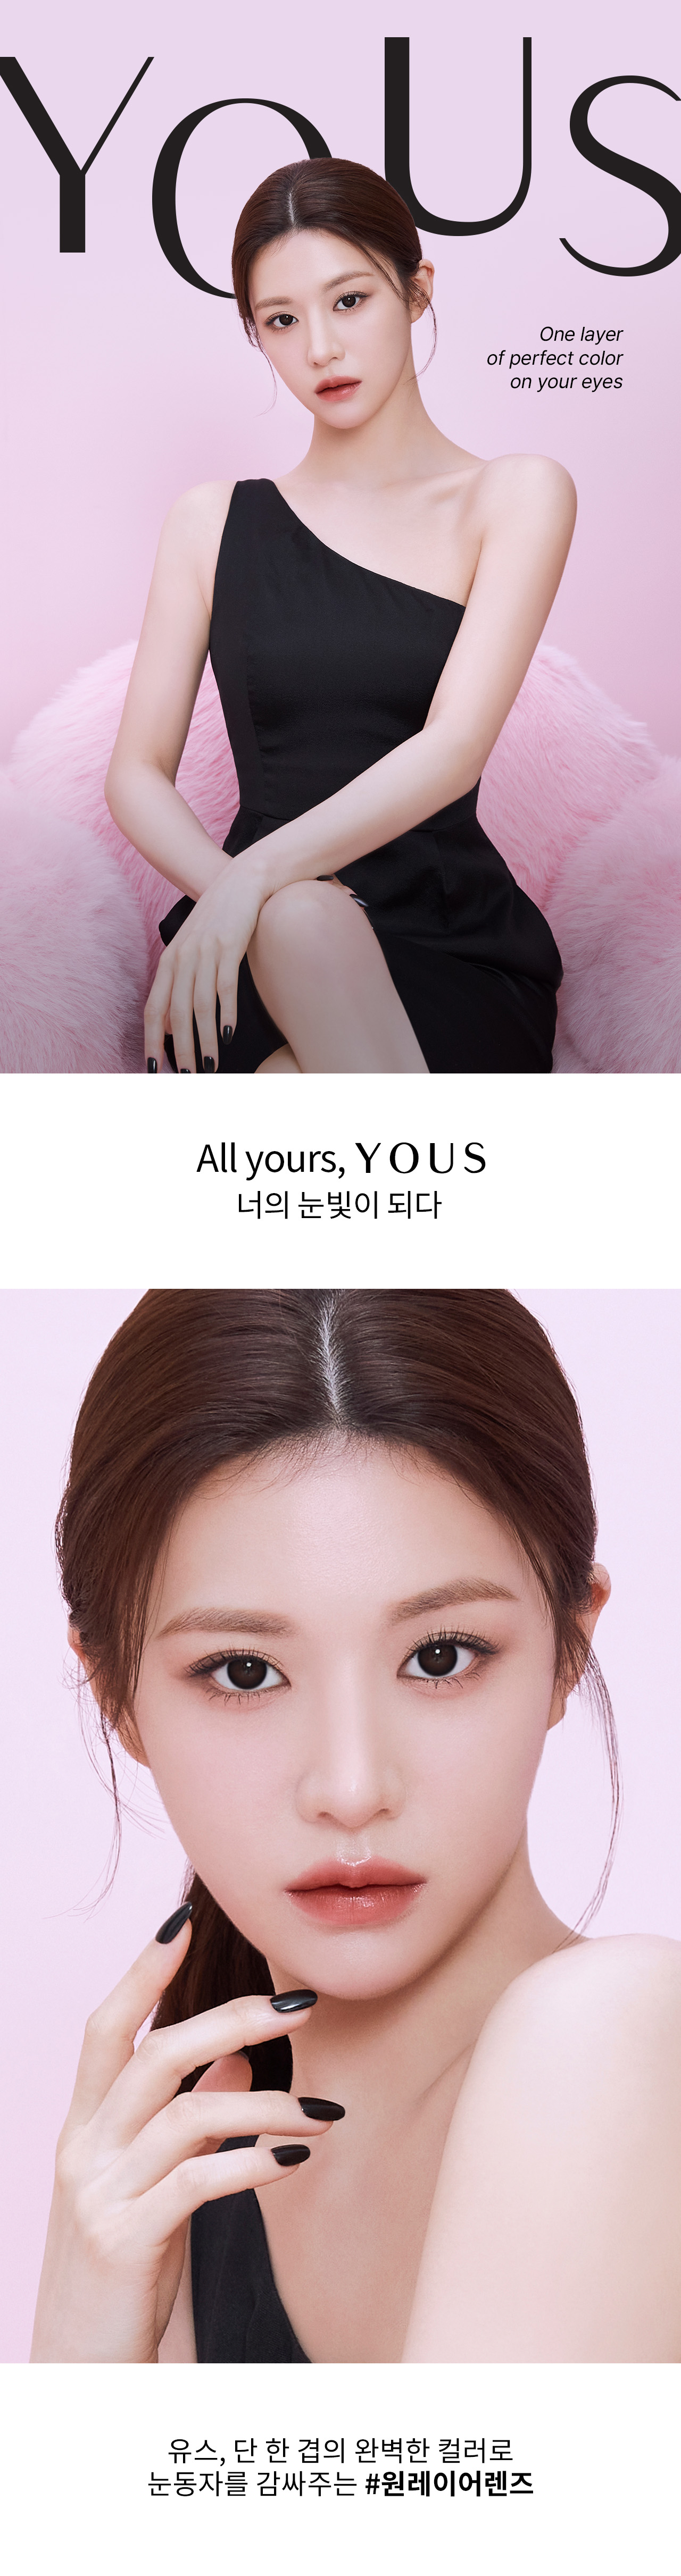 YOUS
One layer
of perfect color
on your eyes
All yours, YOUS
너의 눈빛이 되다
유스, 단 한 겹의 완벽한 컬러로
눈동자를 감싸주는 #원레이어렌즈